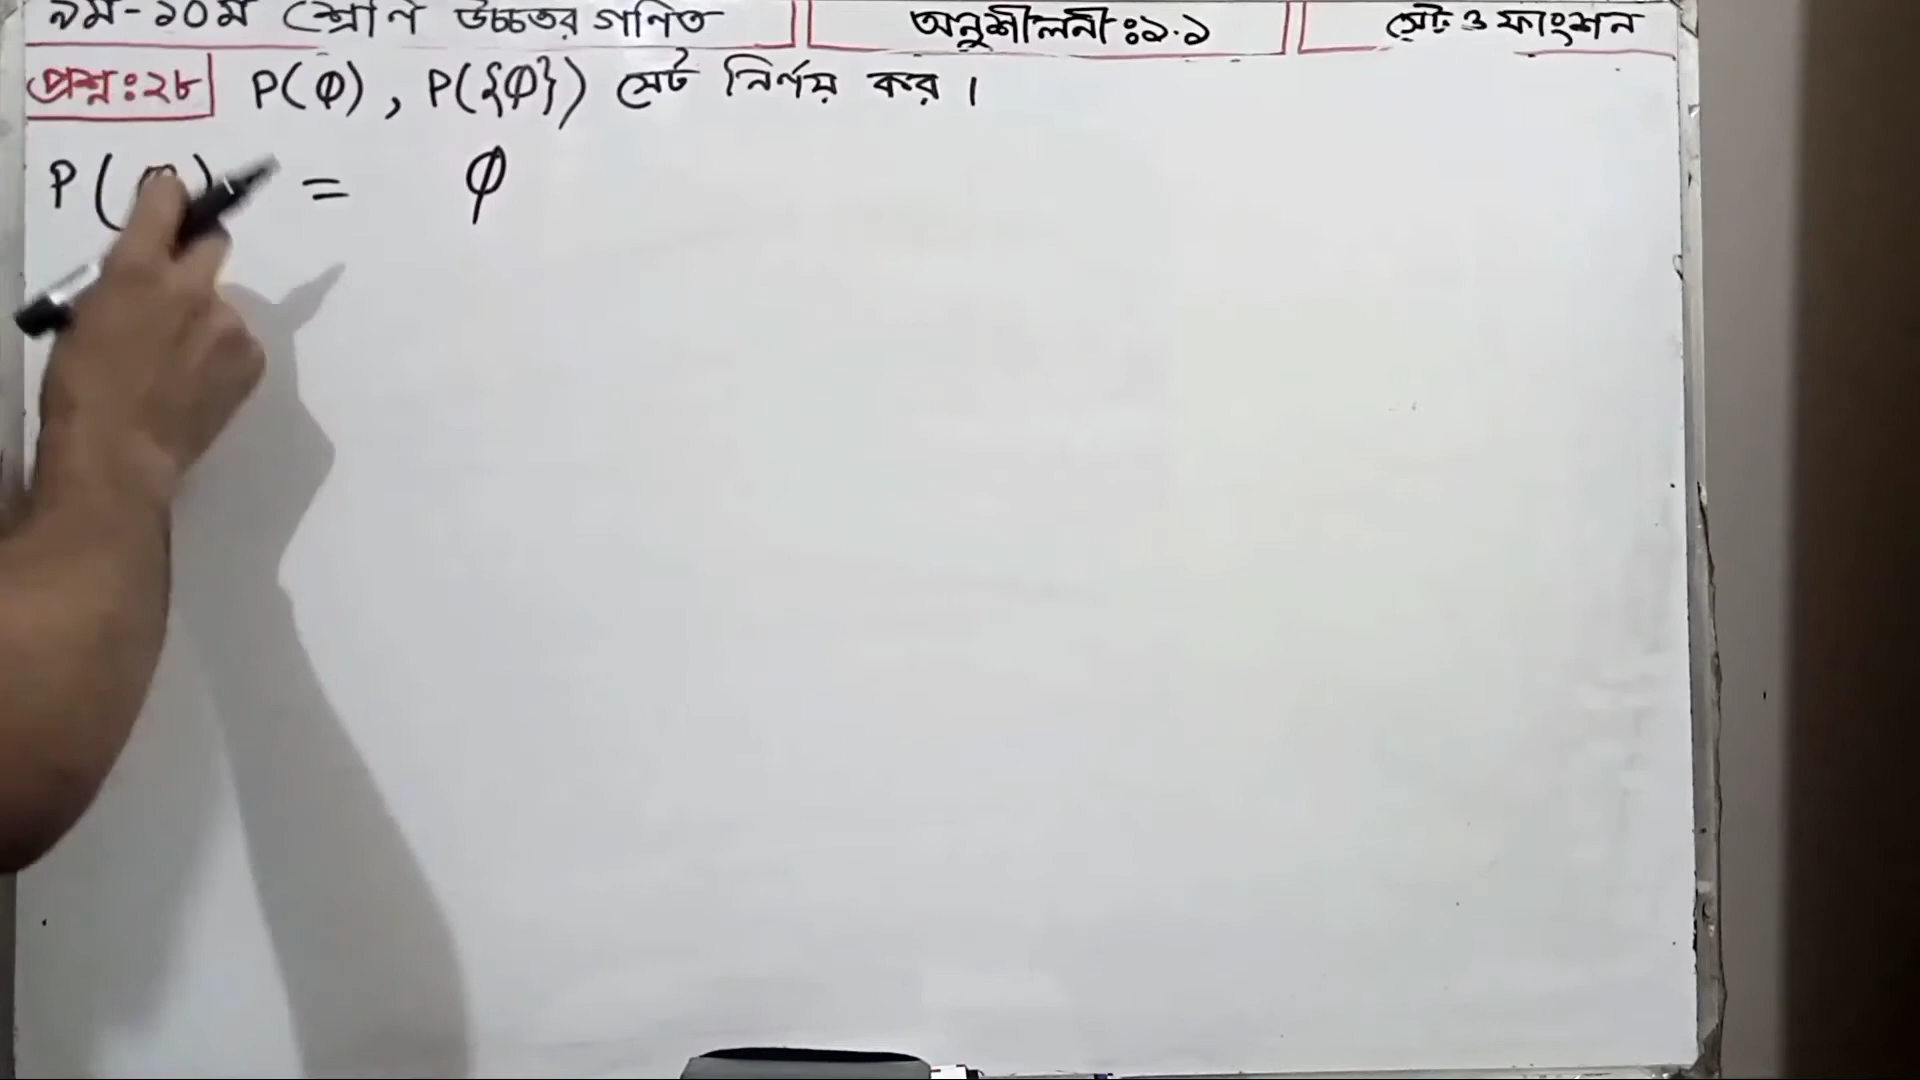 ৯ম-১০ম শ্রেণি উচ্চতর গণিত অনুশীলনী:১.১ সেট ও ফাংশন
প্রশ্ন:২৮ P(Φ), P({Φ}) সেট নির্ণয় কর।
P(Φ) = Φ